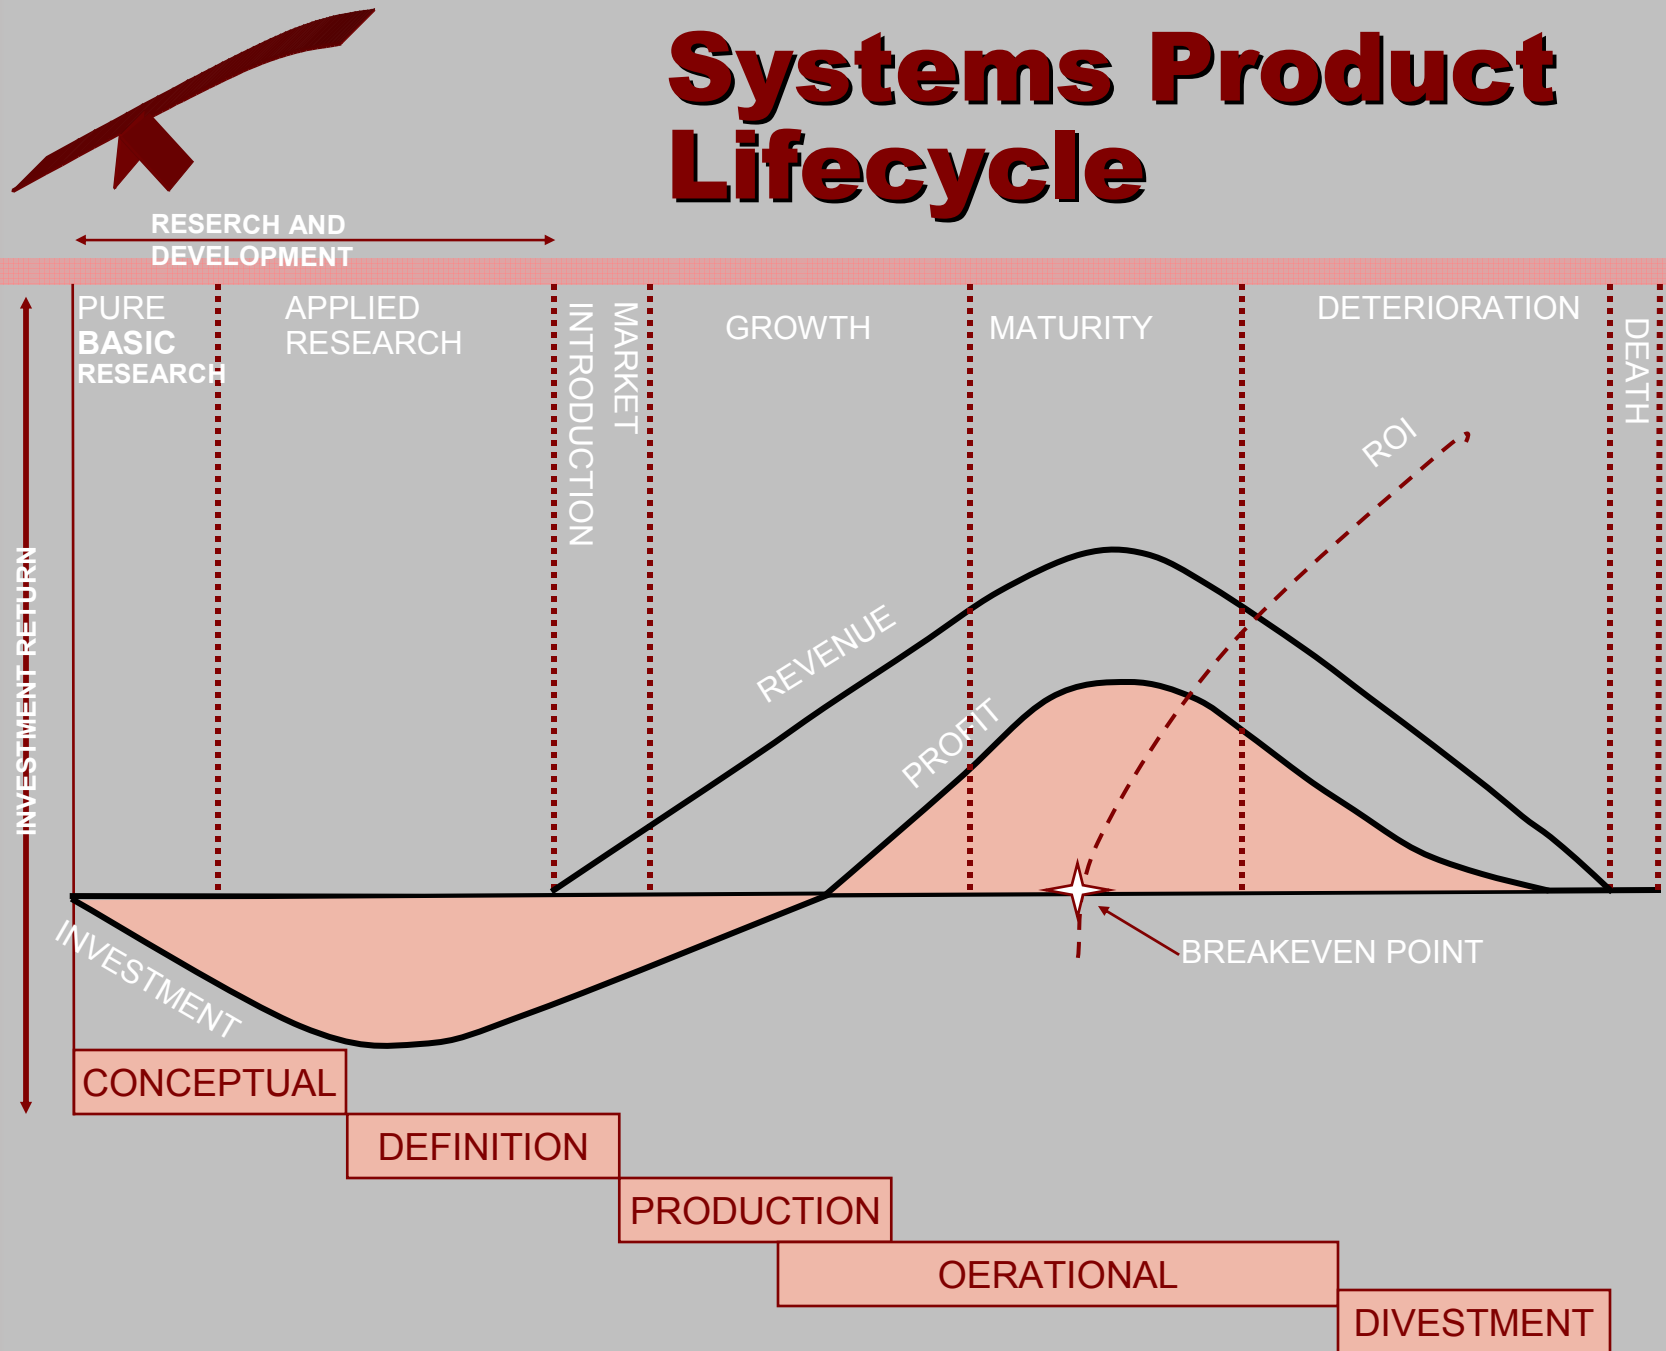 Systems Product
Lifecycle
RESERCH AND
DEVELOPMENT
PURE
BASIC
RESEARCH
APPLIED
RESEARCH
MARKET
INTRODUCTION
GROWTH
MATURITY
DETERIORATION
DEATH
ROI
INVESTMENT RETURN
REVENUE
PROFIT
INVESTMENT
BREAKEVEN POINT
CONCEPTUAL
DEFINITION
PRODUCTION
OERATIONAL
DIVESTMENT